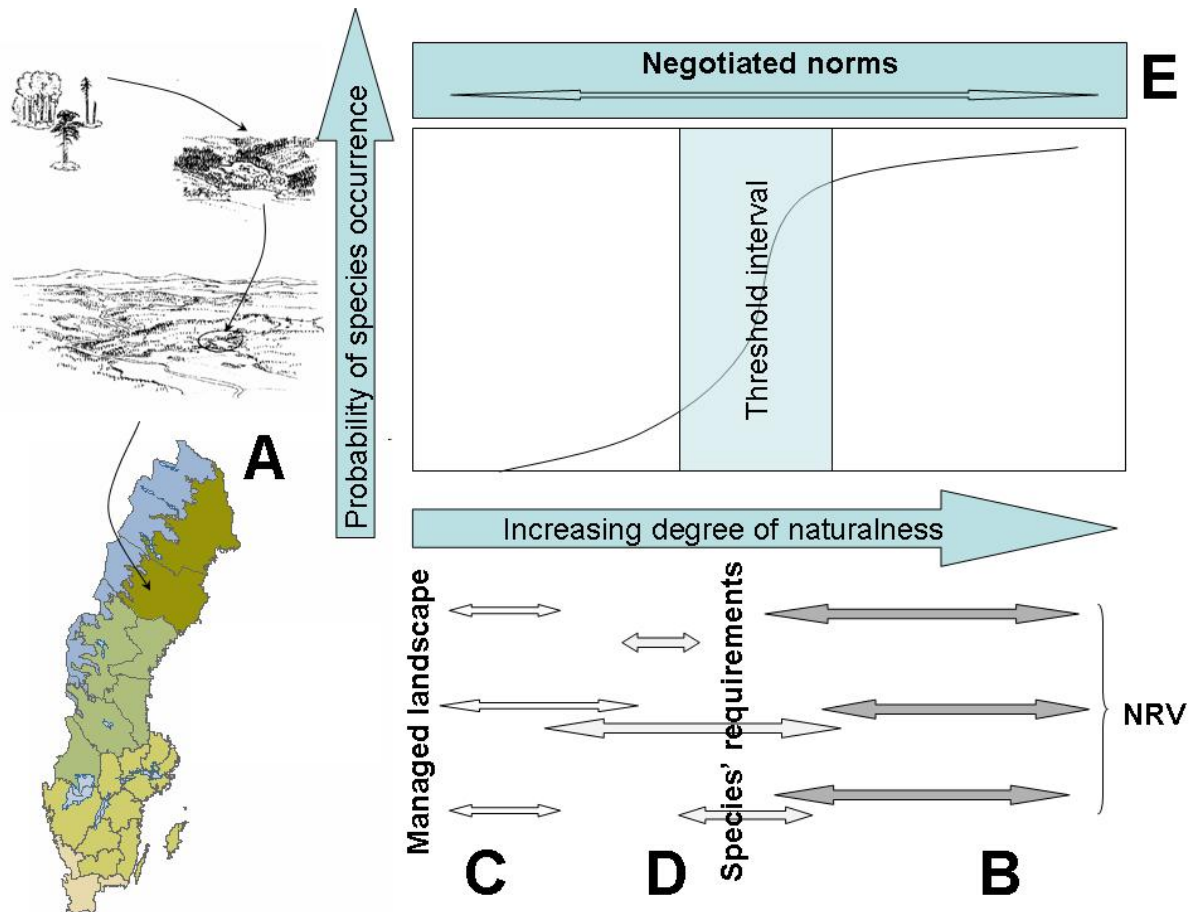 Negotiated norms
E
Probability of species occurrence
Threshold interval
A
Increasing degree of naturalness
Managed landscape
Species' requirements
NRV
C
D
B